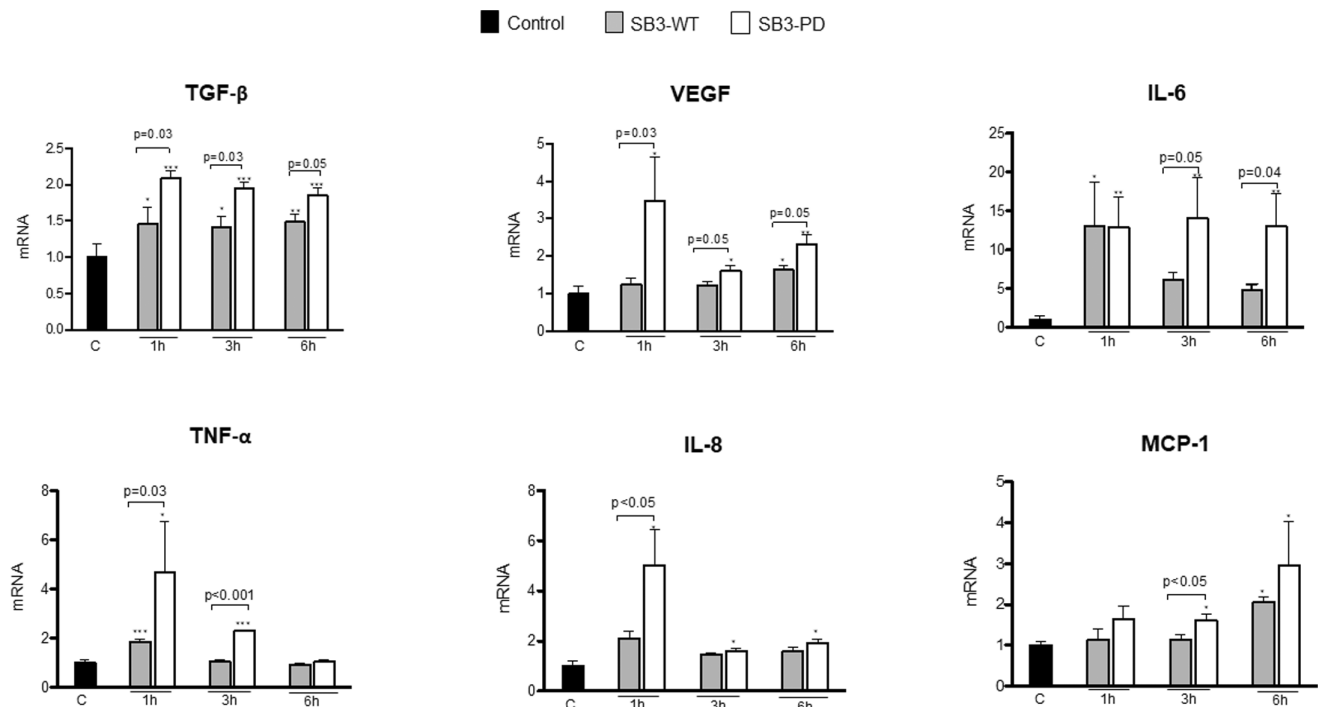 Control SB3-WT SB3-PD
TGF-β
p=0.03
p=0.03
p=0.05
2.5
2.0
1.5
1.0
0.5
0.0
mRNA
* *** * *** ** ***
C 1h 3h 6h
VEGF
p=0.03
p=0.05
p=0.05
5
4
3
2
1
0
mRNA
* * * **
C 1h 3h 6h
IL-6
p=0.05
p=0.04
25
20
15
10
5
0
mRNA
* ** ** **
C 1h 3h 6h
TNF-α
p=0.03
p<0.001
8
6
4
2
0
mRNA
*** * ***
C 1h 3h 6h
IL-8
p<0.05
8
6
4
2
0
mRNA
* * *
C 1h 3h 6h
MCP-1
p<0.05
5
4
3
2
1
0
mRNA
* * *
C 1h 3h 6h